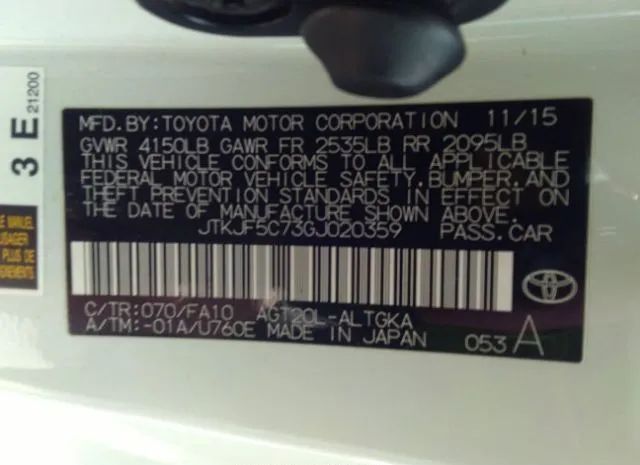 3 E
21200
MFD.BY:TOYOTA MOTOR CORPORATION 11/15
GVWR 4150LB GAWR FR 2535LB RR 2095LB
THIS VEHICLE CONFORMS TO ALL APPLICABLE
FEDERAL MOTOR VEHICLE SAFETY,BUMPER,AND
THEFT PREVENTION STANDARDS IN EFFECT ON
THE DATE OF MANUFACTURE SHOWN ABOVE.
JTKJF5C73GJ020359 PASS.CAR
C/TR:070/FA10 AGT20L-ALTGKA
A/TM:-01A/U760E MADE IN JAPAN 053 A
MANUEL